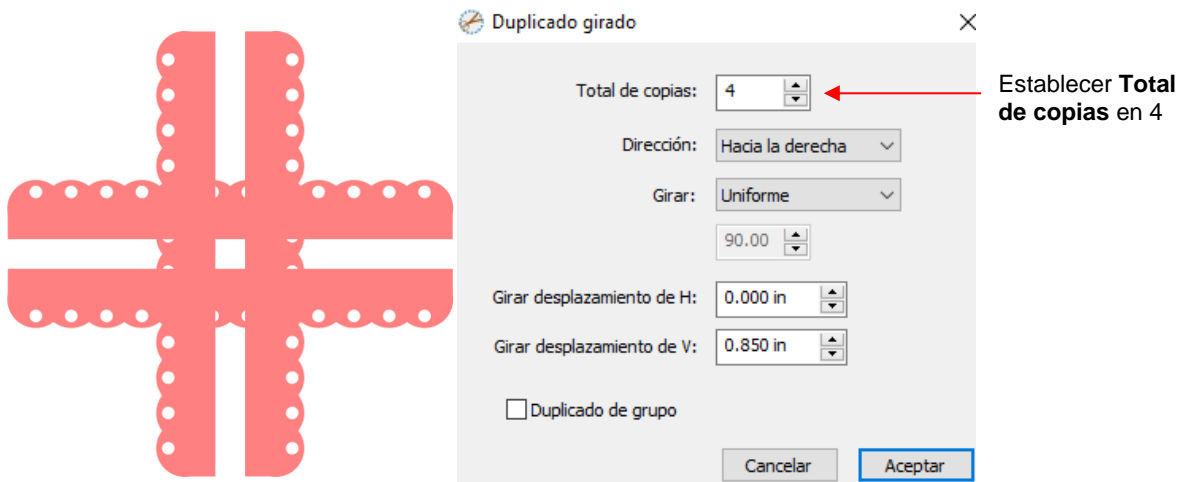 Duplicado girado
Total de copias: 4
Establecer Total
de copias en 4
Dirección: Hacia la derecha
Girar: Uniforme
90.00
Girar desplazamiento de H: 0.000 in
Girar desplazamiento de V: 0.850 in
Duplicado de grupo
Cancelar Aceptar